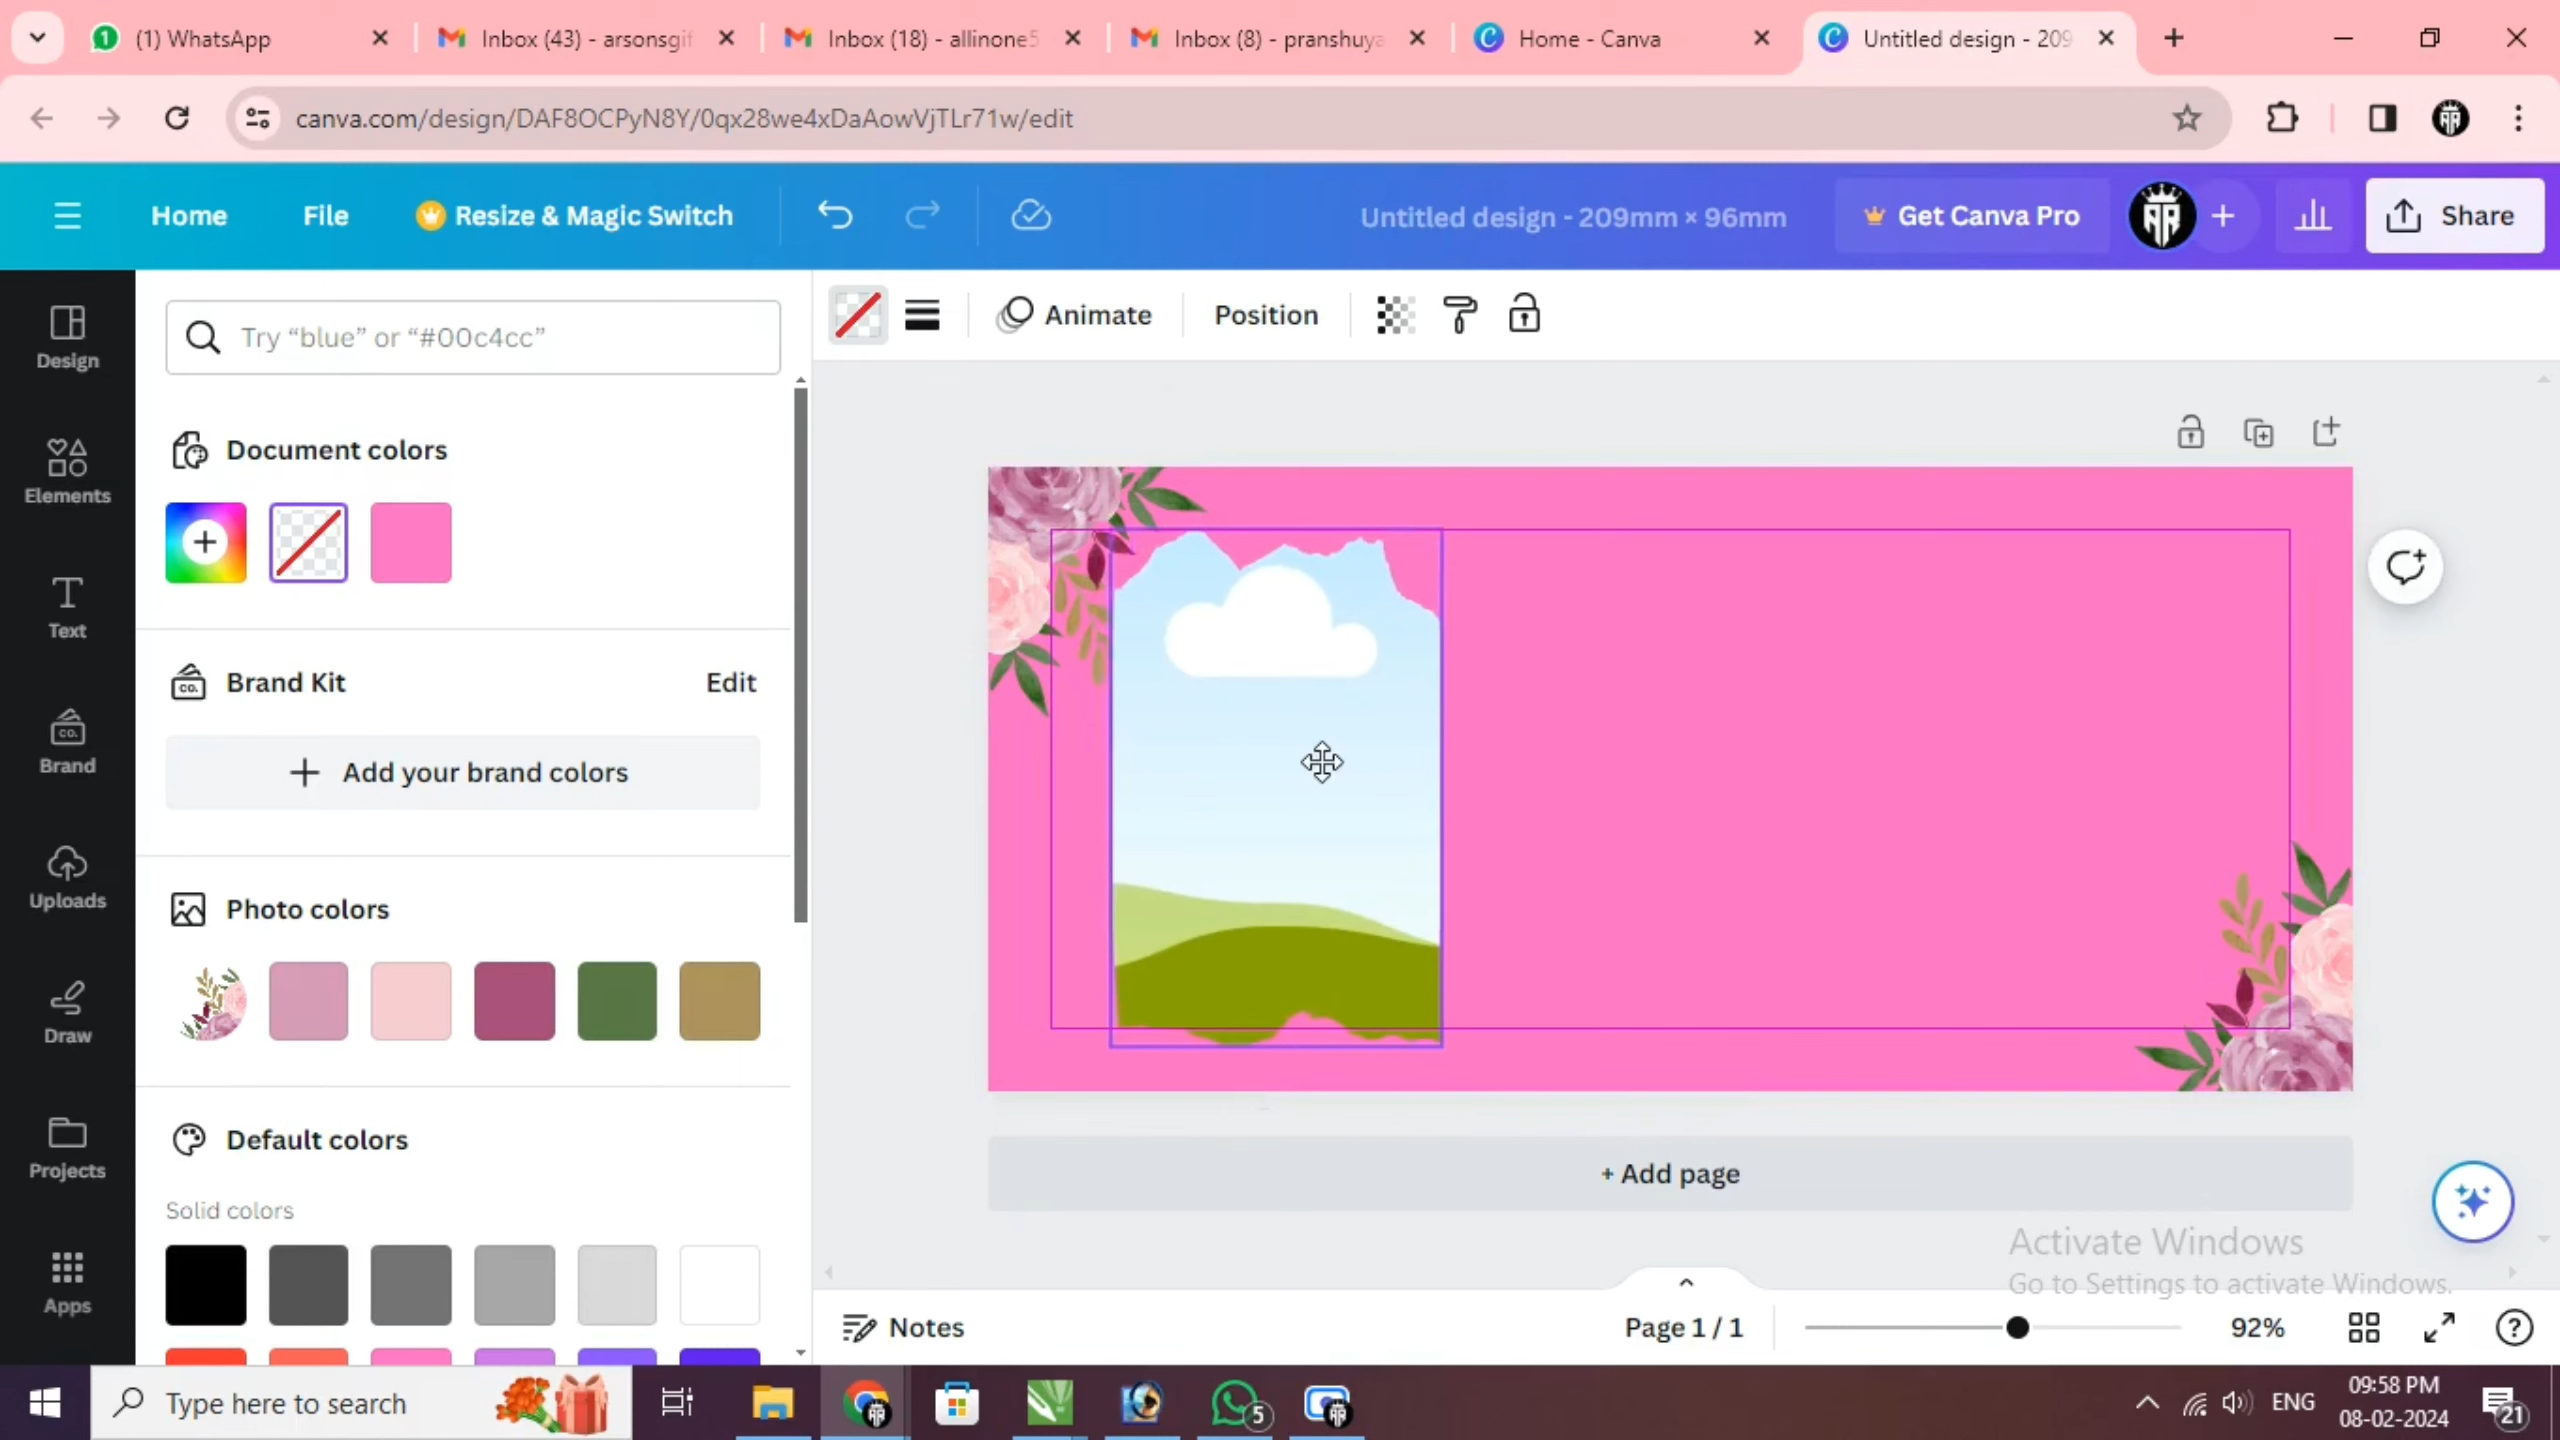 (1) WhatsApp
Inbox (43) - arsonsgif
Inbox (18) - allinone5
Inbox (8) - pranshuya
Home - Canva
Untitled design - 209
canva.com/design/DAF8OCPyN8Y/0qx28we4xDaAowVjTLr71w/edit
Home
File
Resize & Magic Switch
Untitled design - 209mm × 96mm
Get Canva Pro
Share
Design
Elements
Text
Brand
Uploads
Draw
Projects
Apps
Try “blue” or “#00c4cc”
Document colors
Brand Kit
Edit
Add your brand colors
Photo colors
Default colors
Solid colors
Animate
Position
+ Add page
Activate Windows
Go to Settings to activate Windows.
Notes
Page 1 / 1
92%
Type here to search
5
ENG
09:58 PM
08-02-2024
21